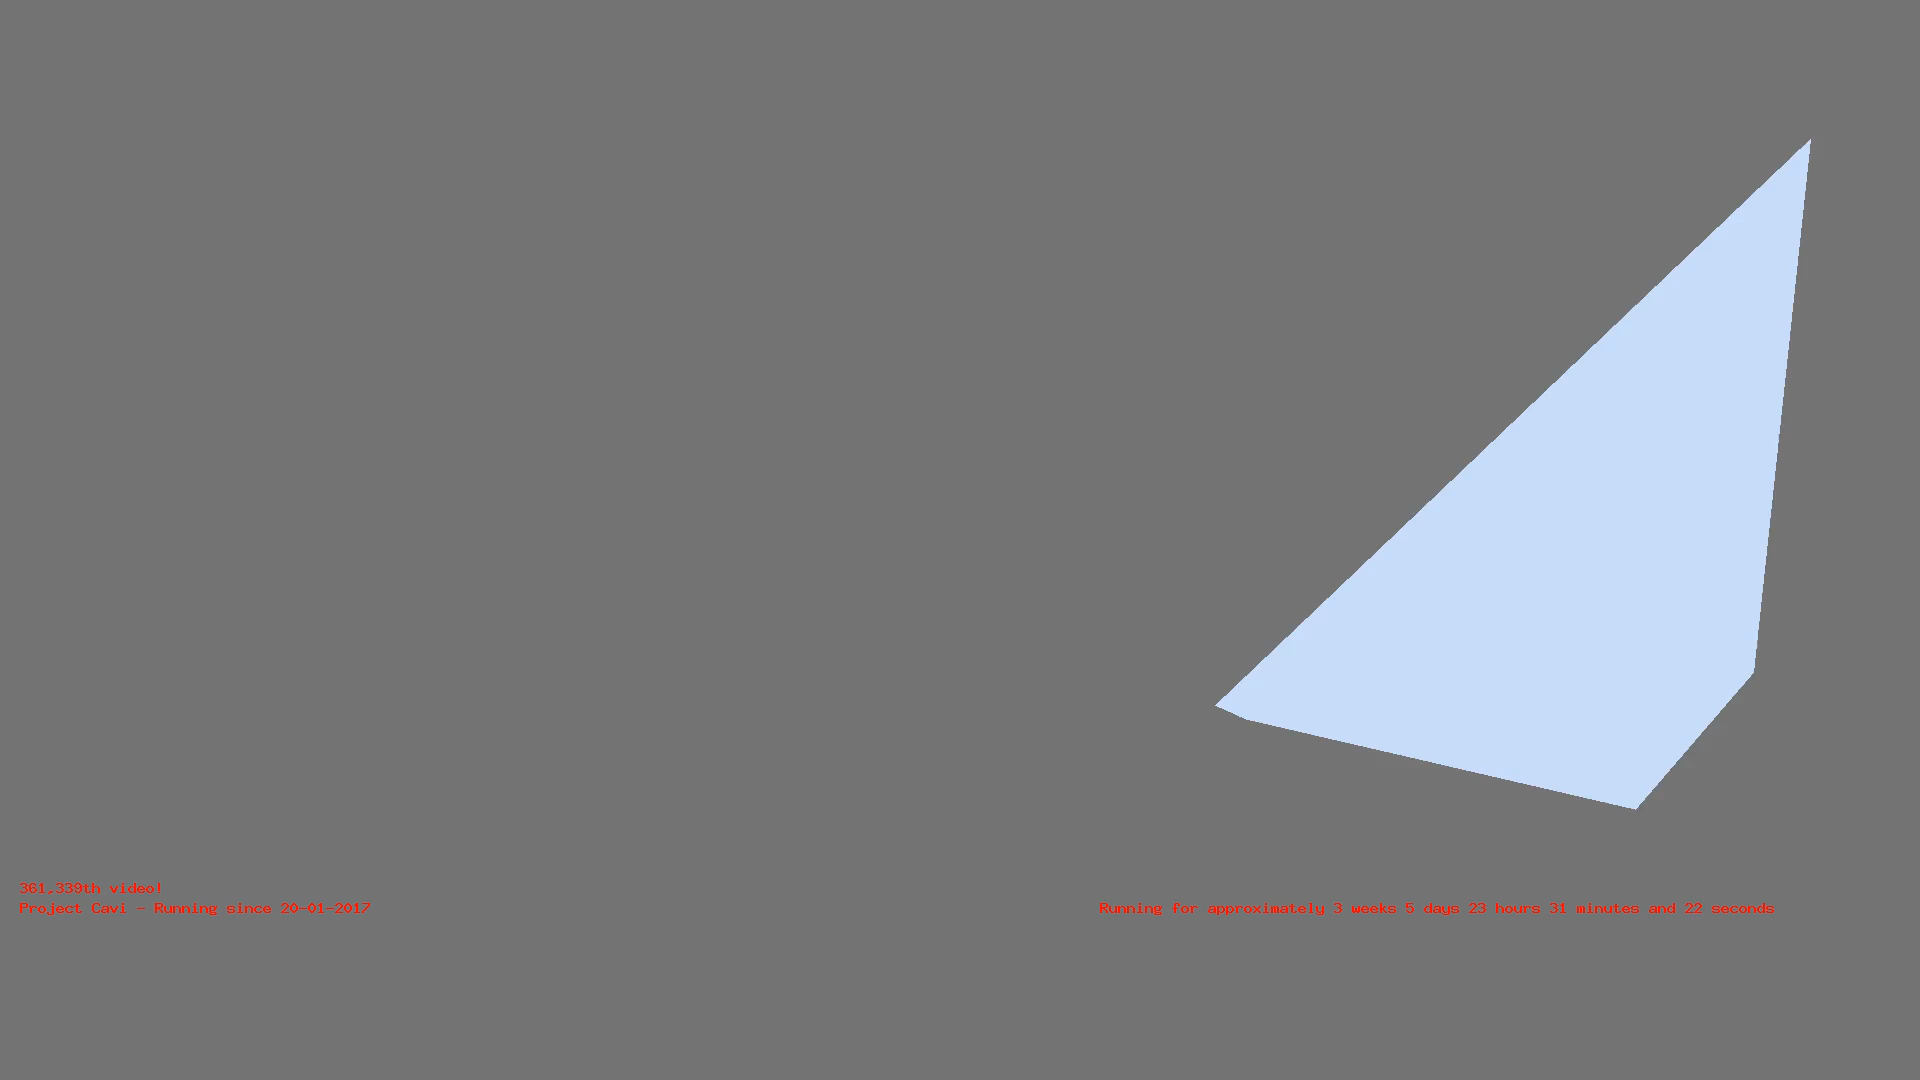 361,339th video!
Project Cavi - Running since 20-01-2017
Running for approximately 3 weeks 5 days 23 hours 31 minutes and 22 seconds